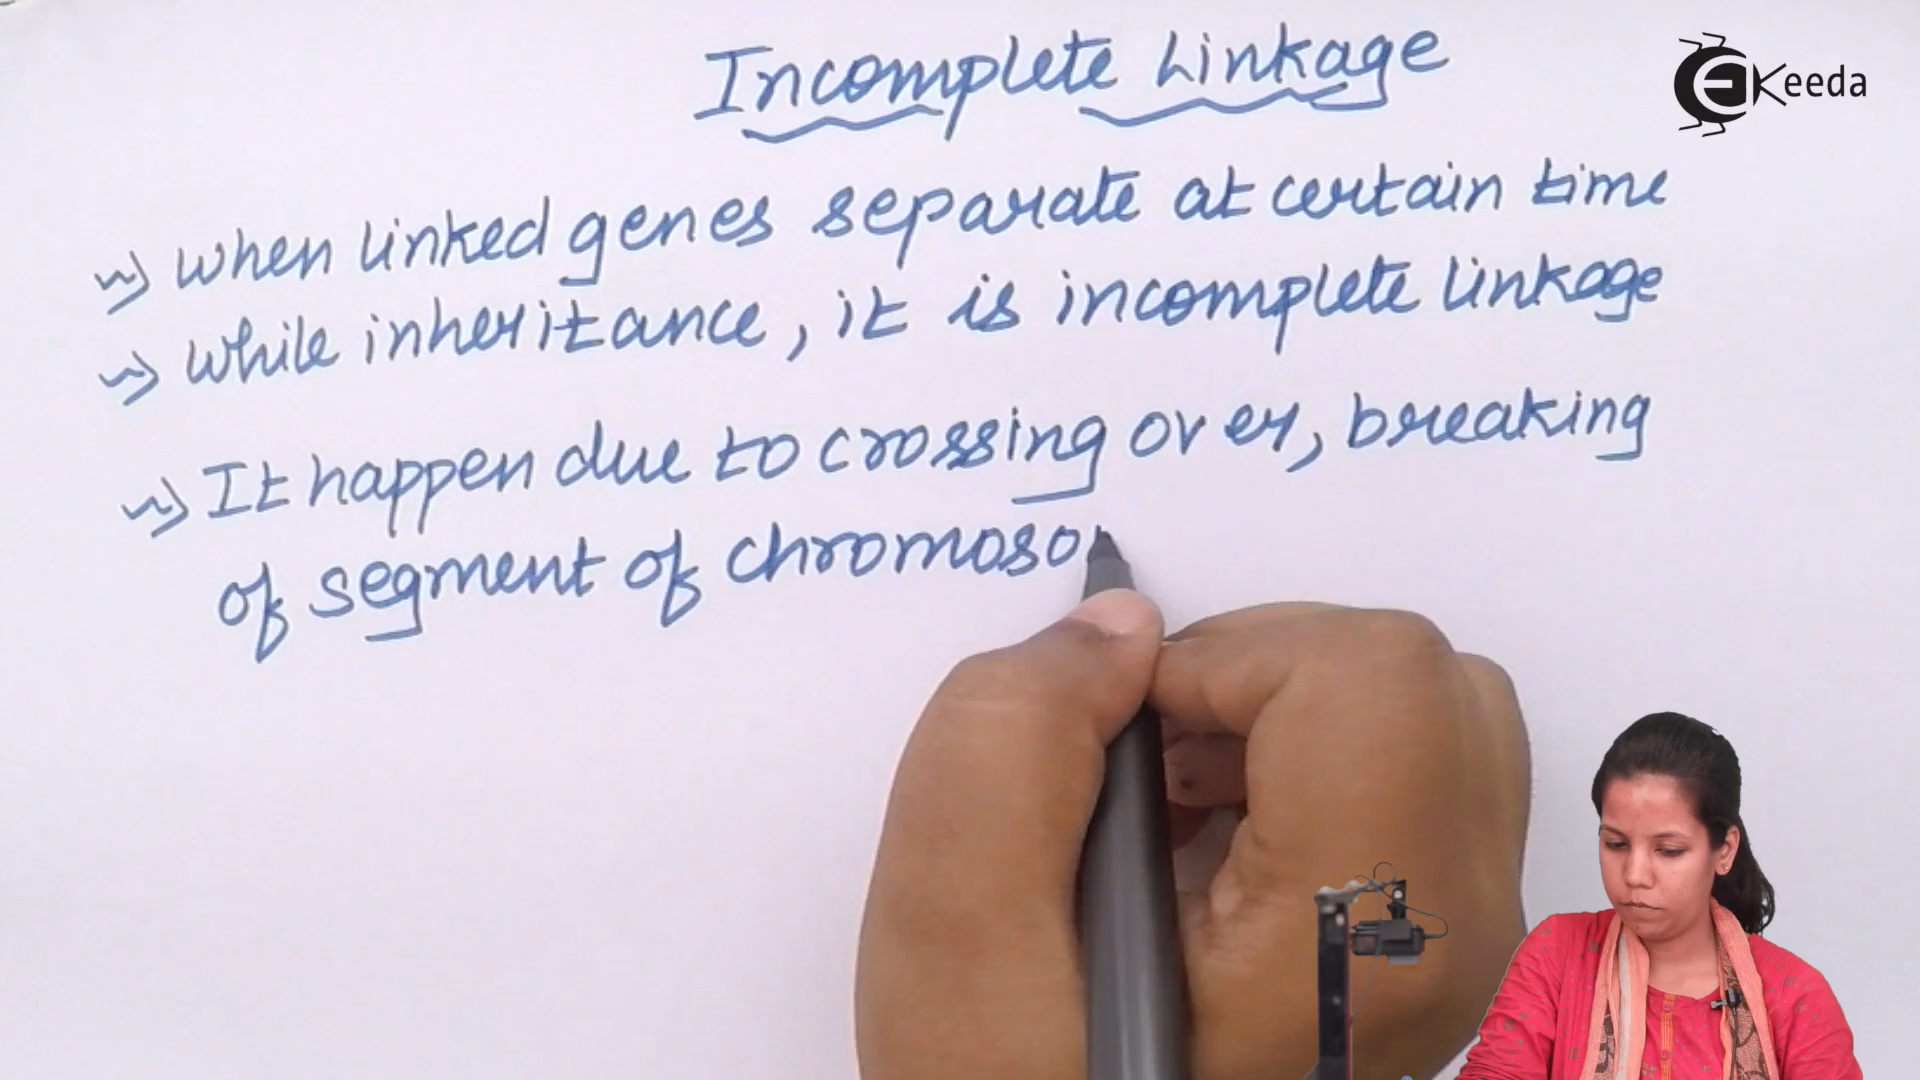 Incomplete Linkage
EKeeda
~> When linked genes separate at certain time
~> While inheritance, it is incomplete linkage
~> It happen due to crossing over, breaking
of segment of chromoso